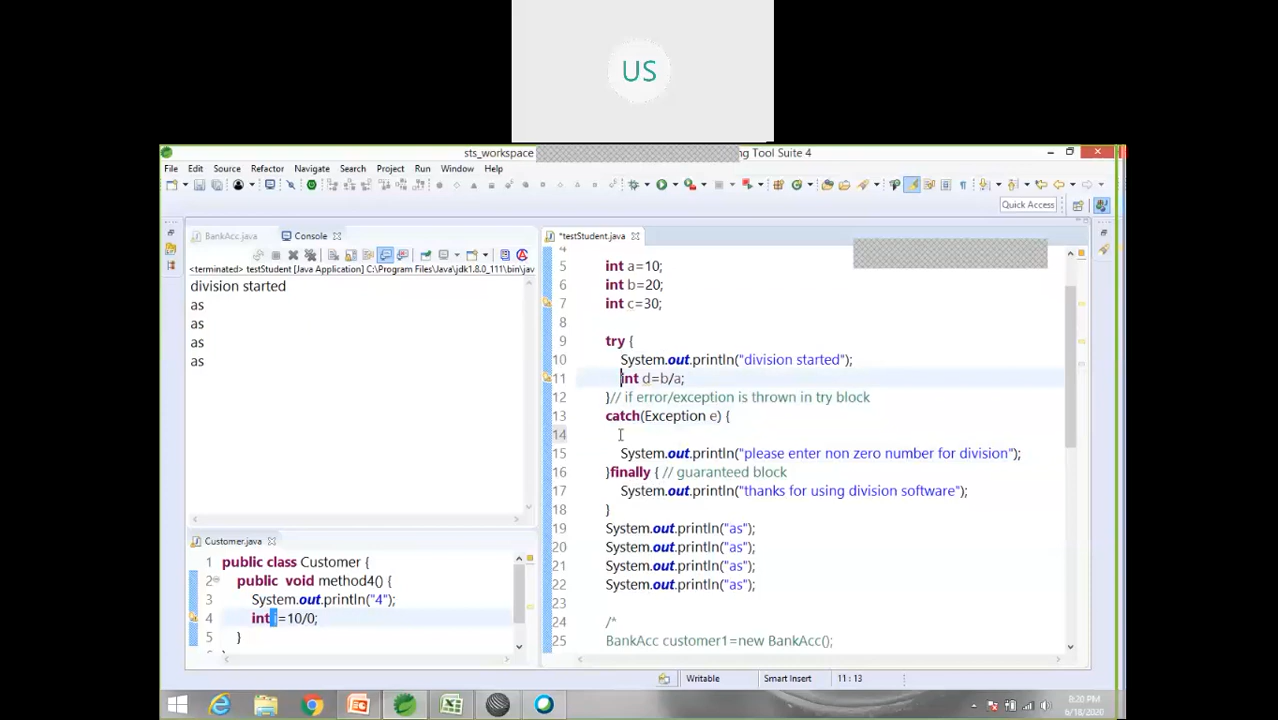 US
sts_workspace
ng Tool Suite 4
File Edit Source Refactor Navigate Search Project Run Window Help
Quick Access
BankAcc.java
Console
<terminated> testStudent [Java Application] C:\Program Files\Java\jdk1.8.0_111\bin\jav
division started
as
as
as
as
*testStudent.java
4
5 int a=10;
6 int b=20;
7 int c=30;
8
9 try {
10 System.out.println("division started");
11 int d=b/a;
12 }// if error/exception is thrown in try block
13 catch(Exception e) {
14
15 System.out.println("please enter non zero number for division");
16 }finally { // guaranteed block
17 System.out.println("thanks for using division software");
18 }
19 System.out.println("as");
20 System.out.println("as");
21 System.out.println("as");
22 System.out.println("as");
23
24 /*
25 BankAcc customer1=new BankAcc();
Customer.java
1 public class Customer {
2 public void method4() {
3 System.out.println("4");
4 int i=10/0;
5 }
Writable
Smart Insert
11 : 13
8:20 PM
6/18/2020